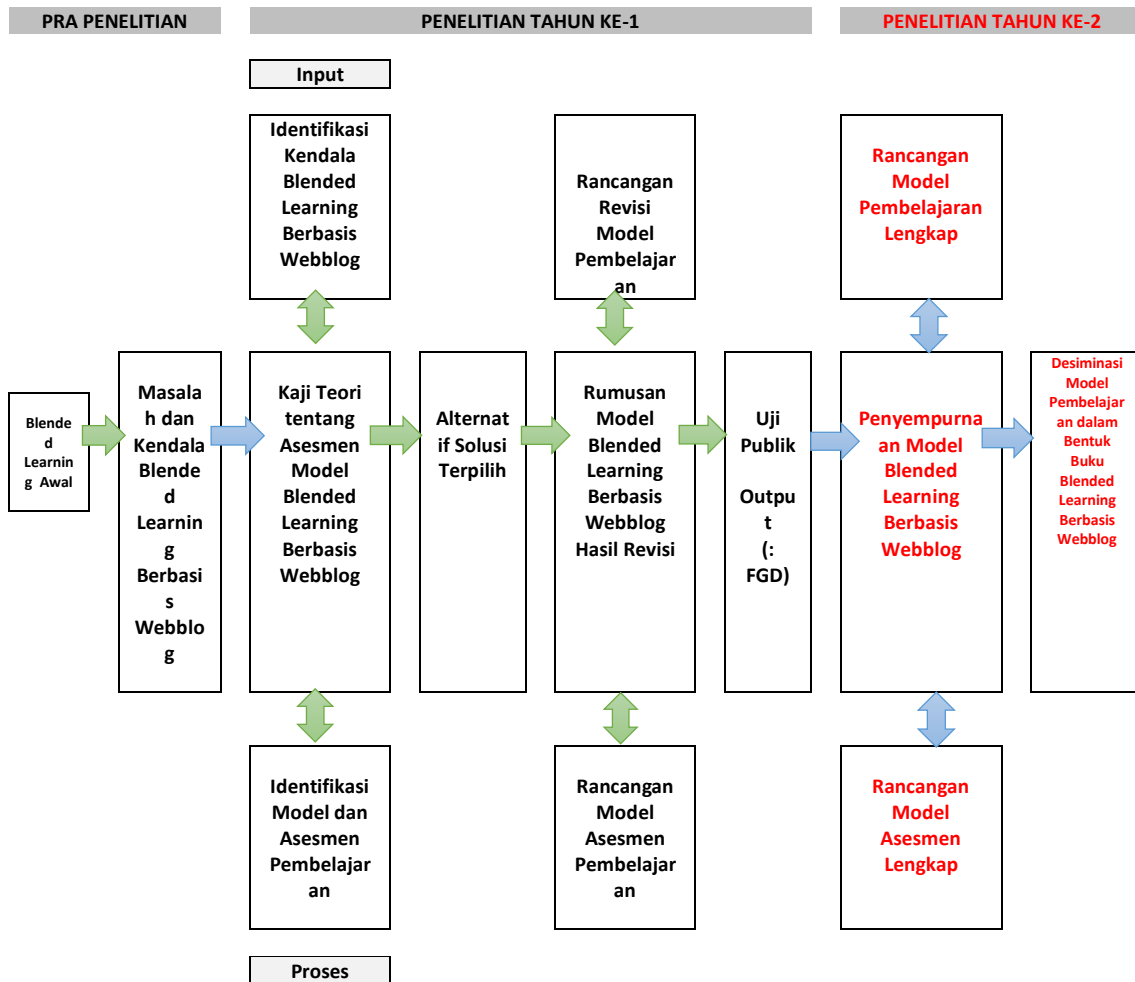 PRA PENELITIAN
PENELITIAN TAHUN KE-1
PENELITIAN TAHUN KE-2
Input
Identifikasi
Kendala
Blended
Learning
Berbasis
Webblog
Rancangan
Revisi
Model
Pembelajar
an
Rancangan
Model
Pembelajaran
Lengkap
Blende
d
Learnin
g Awal
Masala
h dan
Kendala
Blende
d
Learnin
g
Berbasi
s
Webblo
g
Kaji Teori
tentang
Asesmen
Model
Blended
Learning
Berbasis
Webblog
Alternat
if Solusi
Terpilih
Rumusan
Model
Blended
Learning
Berbasis
Webblog
Hasil Revisi
Uji
Publik
Outpu
t
(:
FGD)
Penyempurna
an Model
Blended
Learning
Berbasis
Webblog
Desiminasi
Model
Pembelajar
an dalam
Bentuk
Buku
Blended
Learning
Berbasis
Webblog
Identifikasi
Model dan
Asesmen
Pembelajar
an
Rancangan
Model
Asesmen
Pembelajar
an
Rancangan
Model
Asesmen
Lengkap
Proses